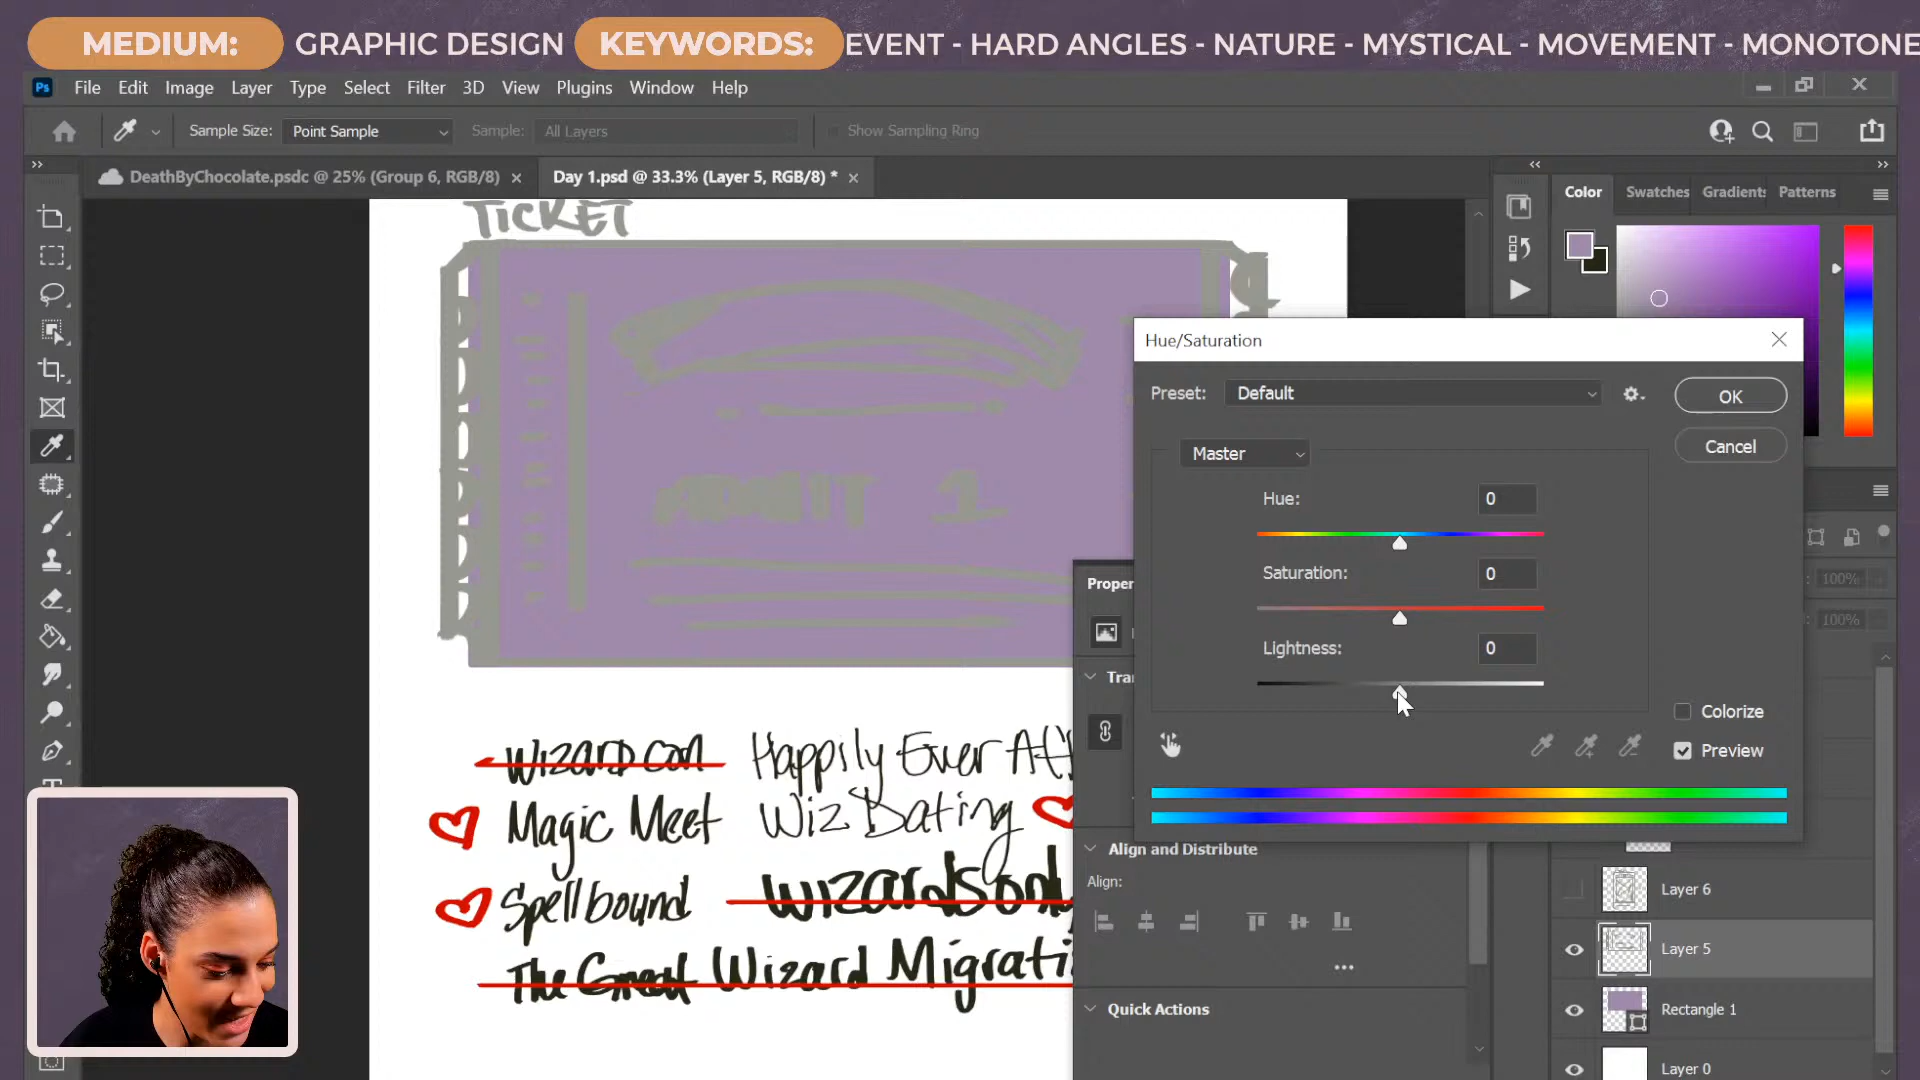 MEDIUM: GRAPHIC DESIGN KEYWORDS: EVENT - HARD ANGLES - NATURE - MYSTICAL - MOVEMENT - MONOTONE
Ps File Edit Image Layer Type Select Filter 3D View Plugins Window Help
Sample Size: Point Sample Sample: All Layers Show Sampling Ring
DeathByChocolate.psdc @ 25% (Group 6, RGB/8) Day 1.psd @ 33.3% (Layer 5, RGB/8) *
Color Swatches Gradients Patterns
TICKET
ADMIT 1
Hue/Saturation
Preset: Default OK
Master Cancel
Hue: 0
Saturation: 0
Lightness: 0
Colorize
Preview
Proper
Tra
100%
100%
Wizard Con Happily Ever
Magic Meet Wiz Dating
Spellbound Wizards
The Great Wizard Migrati
Align and Distribute
Align:
Quick Actions
Layer 6
Layer 5
Rectangle 1
Layer 0